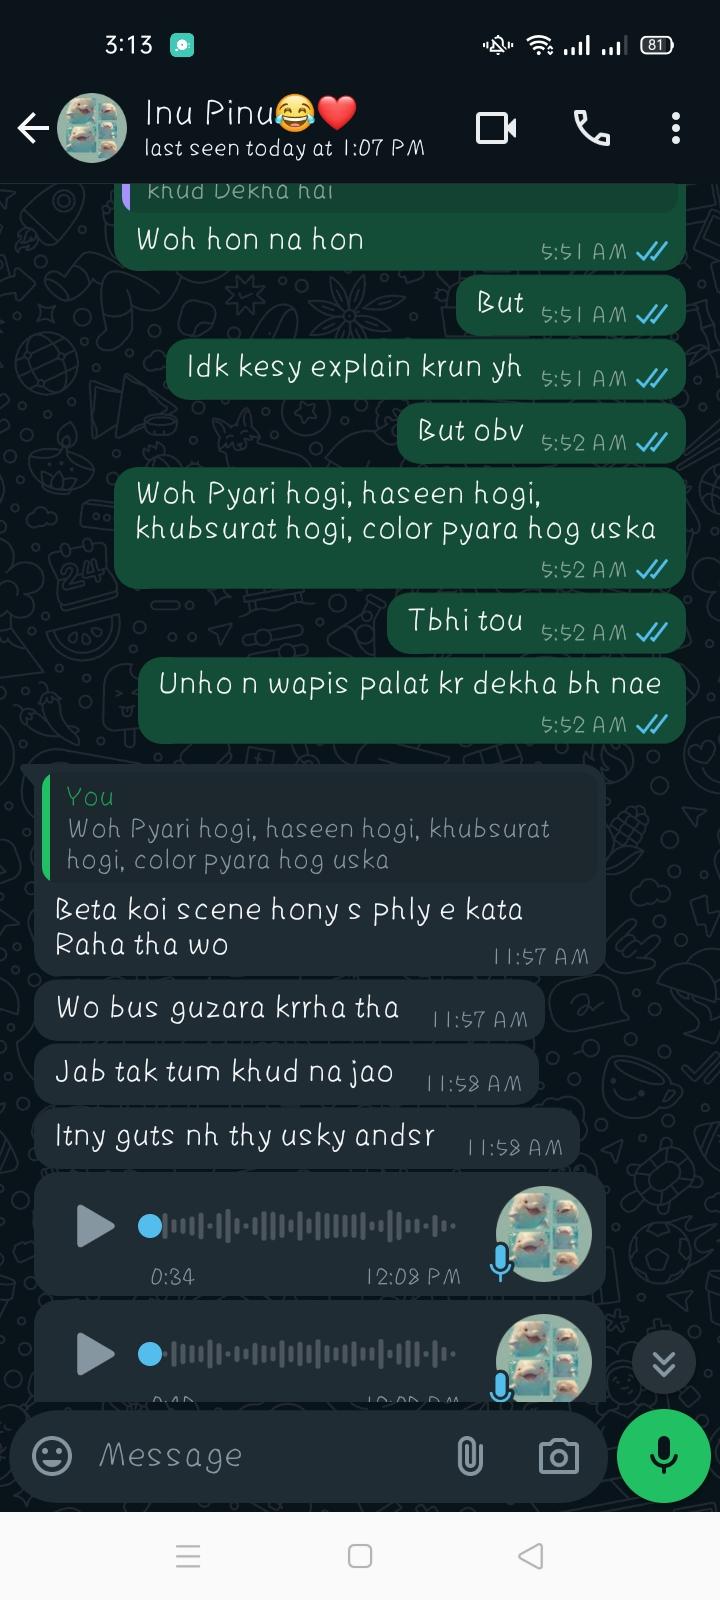 3:13
81
Inu Pinu😂❤️
last seen today at 1:07 PM
khud Dekha hai
Woh hon na hon
5:51 AM
But
5:51 AM
Idk kesy explain krun yh
5:51 AM
But obv
5:52 AM
Woh Pyari hogi, haseen hogi,
khubsurat hogi, color pyara hog uska
5:52 AM
Tbhi tou
5:52 AM
Unho n wapis palat kr dekha bh nae
5:52 AM
You
Woh Pyari hogi, haseen hogi, khubsurat
hogi, color pyara hog uska
Beta koi scene hony s phly e kata
Raha tha wo
11:57 AM
Wo bus guzara krrha tha
11:57 AM
Jab tak tum khud na jao
11:58 AM
Itny guts nh thy usky andsr
11:58 AM
0:34
12:08 PM
Message